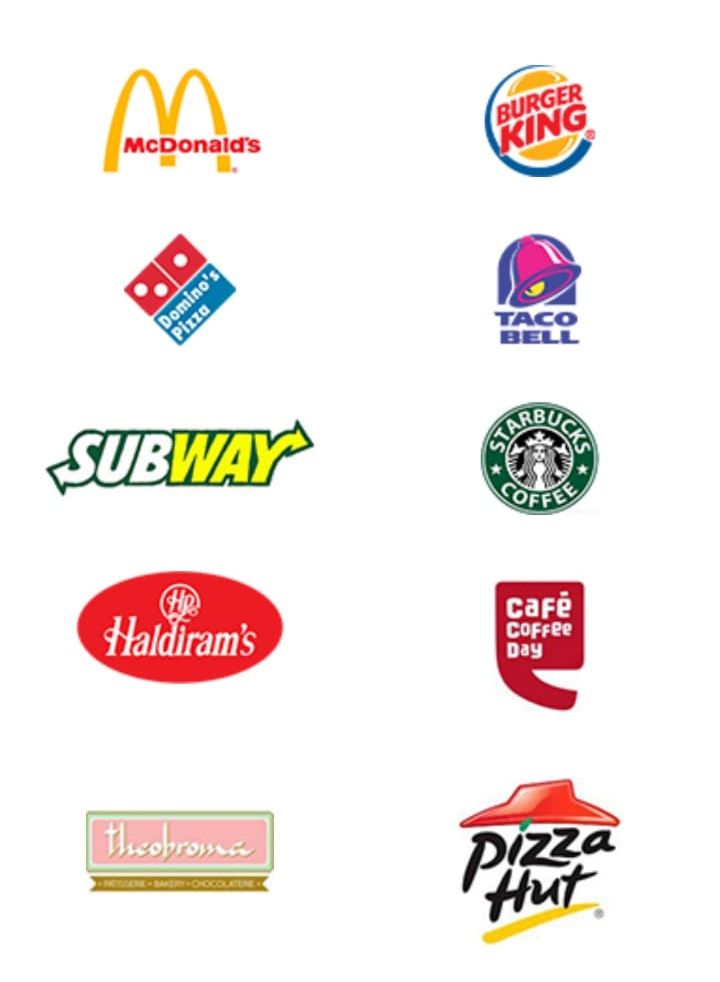 McDonald's
BURGER
KING
®
Domino's
Pizza
TACO
BELL
SUBWAY
STARBUCKS
COFFEE
HR
Haldiram's
Café
Coffee
Day
theobroma
• PATISSERIE • BAKERY • CHOCOLATERIE •
Pizza
Hut
®